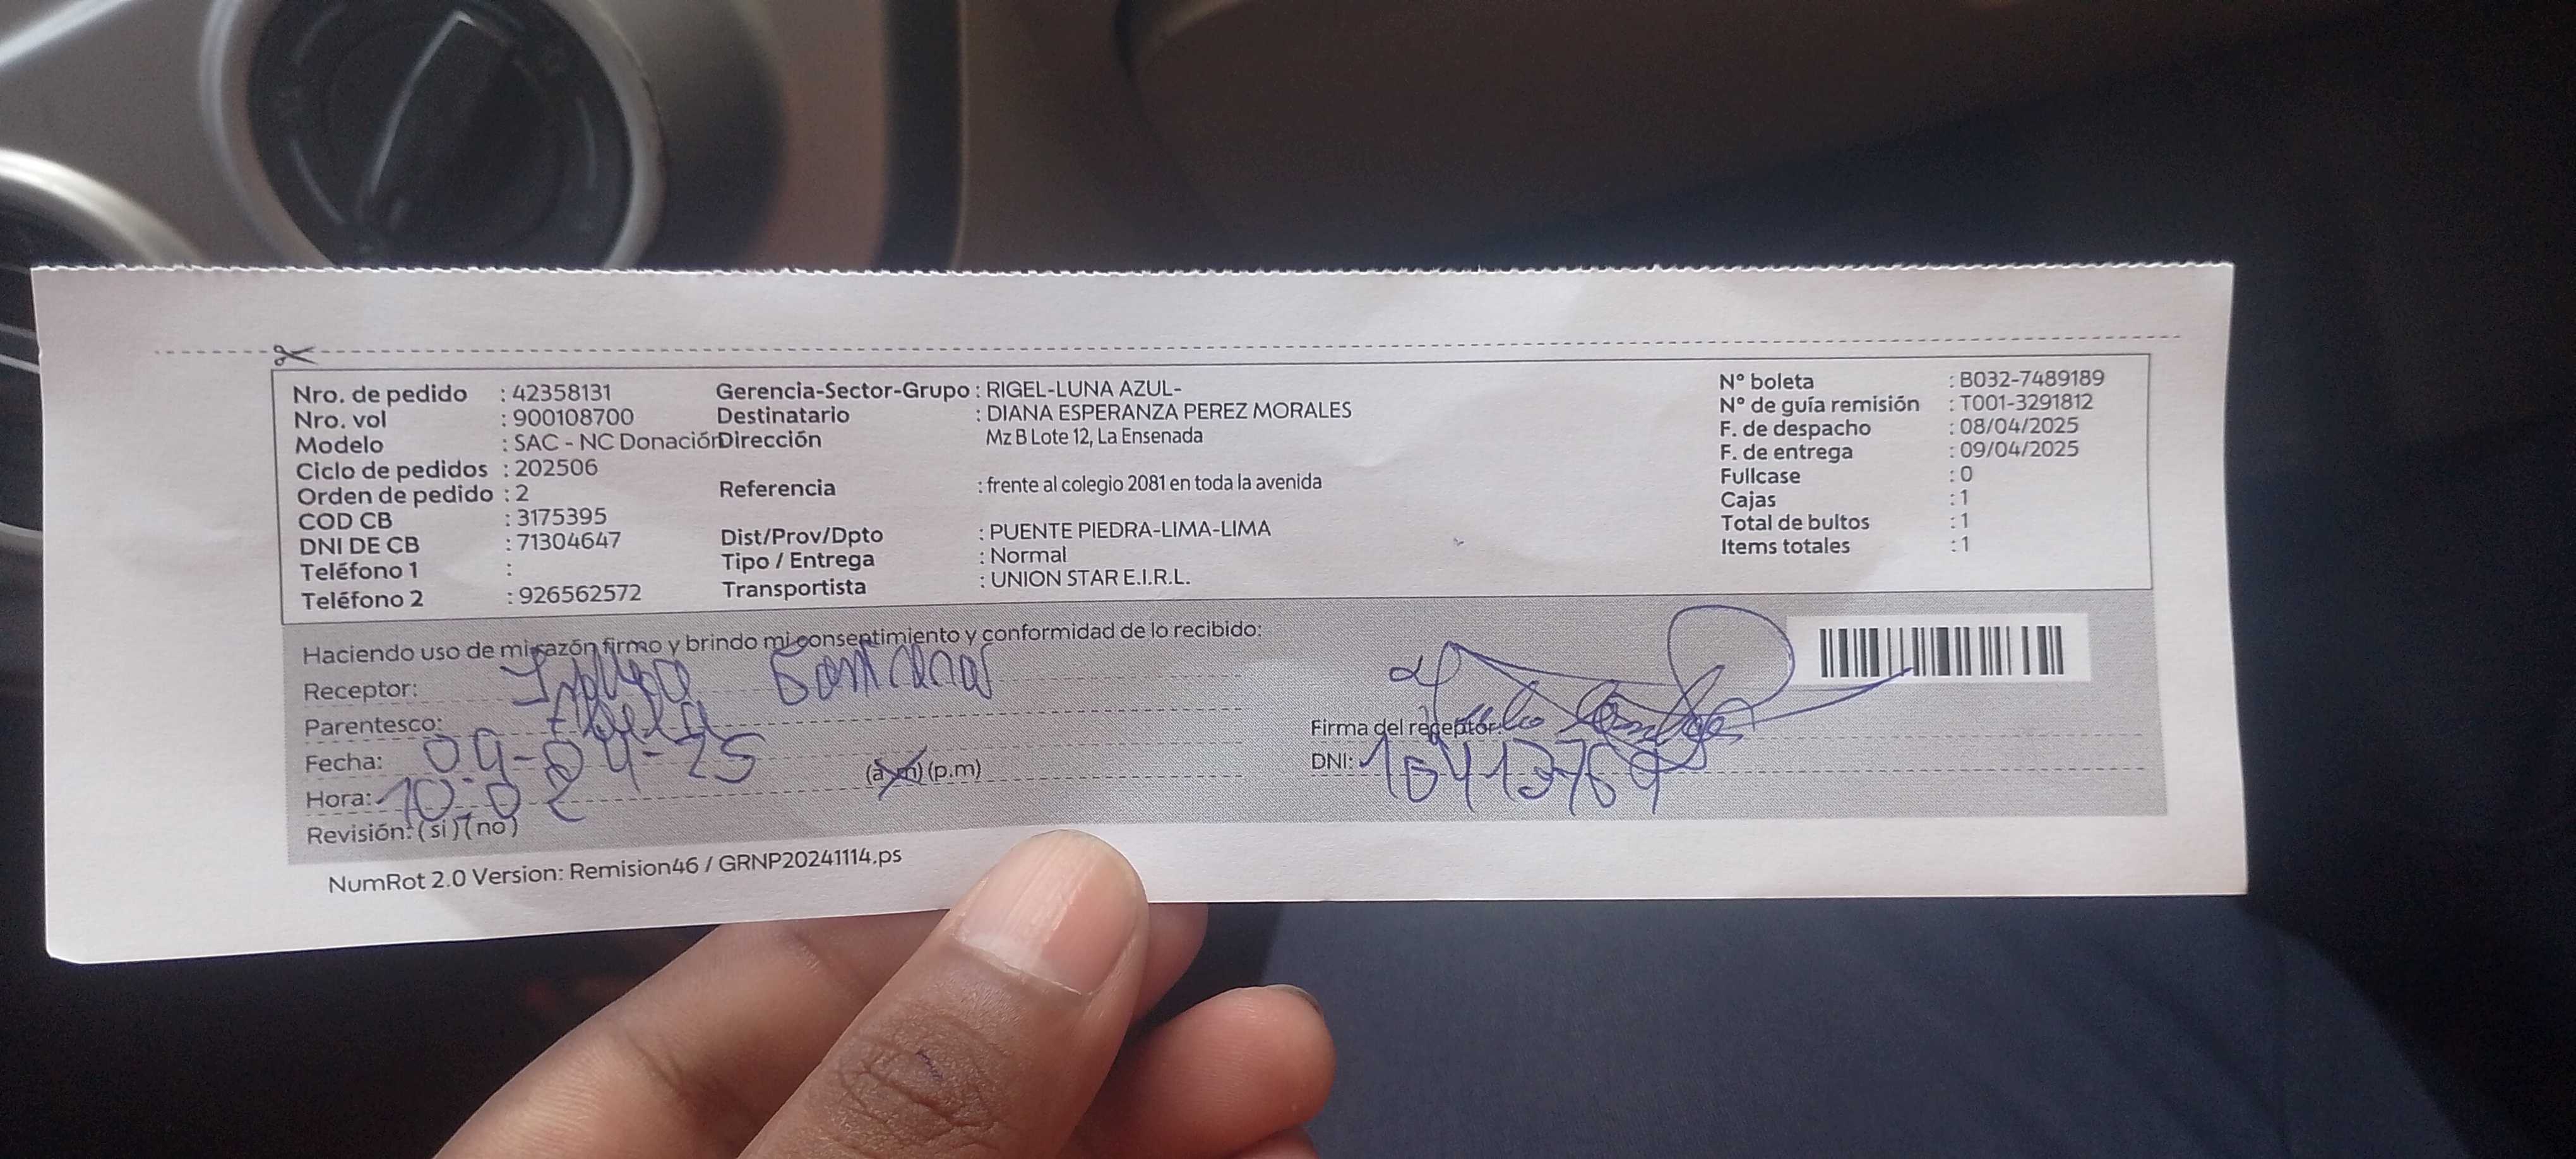 Nro. de pedido : 42358131 Gerencia-Sector-Grupo : RIGEL-LUNA AZUL- N° boleta : B032-7489189
Nro. vol : 900108700 Destinatario : DIANA ESPERANZA PEREZ MORALES N° de guía remisión : T001-3291812
Modelo : SAC - NC Donación Dirección Mz B Lote 12, La Ensenada F. de despacho : 08/04/2025
Ciclo de pedidos : 202506 F. de entrega : 09/04/2025
Orden de pedido : 2 Referencia : frente al colegio 2081 en toda la avenida Fullcase : 0
COD CB : 3175395 Cajas : 1
DNI DE CB : 71304647 Dist/Prov/Dpto : PUENTE PIEDRA-LIMA-LIMA Total de bultos : 1
Teléfono 1 : Tipo / Entrega : Normal Items totales : 1
Teléfono 2 : 926562572 Transportista : UNION STAR E.I.R.L.
Haciendo uso de mi razón firmo y brindo mi consentimiento y conformidad de lo recibido:
Receptor:
Parentesco: Abuela Firma del receptor:
Fecha: 09-04-25 (a.m) (p.m) DNI:
Hora: 10:02
Revisión: (si) (no)
NumRot 2.0 Version: Remision46 / GRNP20241114.ps